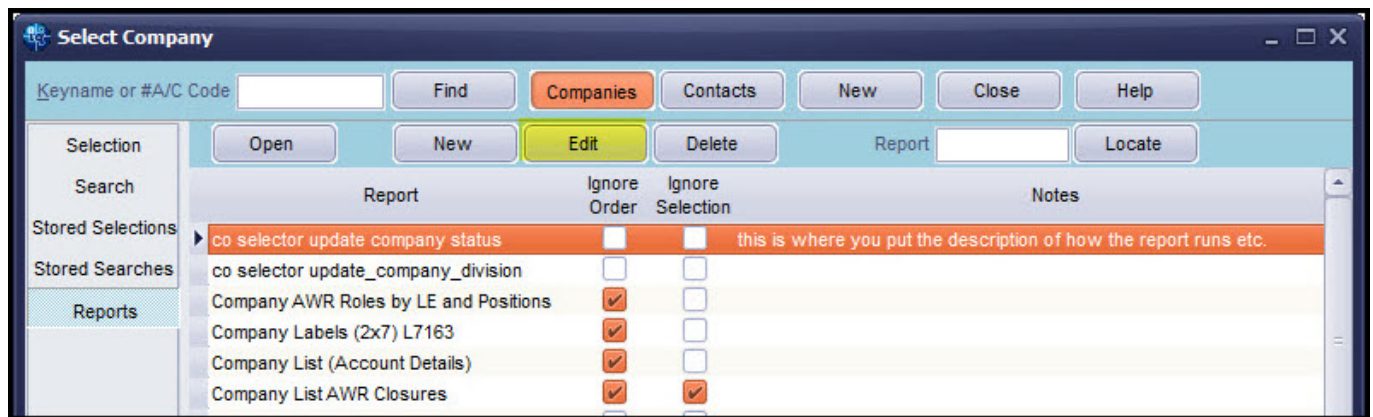 Select Company
Keyname or #A/C Code Find Companies Contacts New Close Help
Selection Open New Edit Delete Report Locate
Search Report Ignore Order Ignore Selection Notes
Stored Selections co selector update company status this is where you put the description of how the report runs etc.
Stored Searches co selector update_company_division
Reports Company AWR Roles by LE and Positions
Company Labels (2x7) L7163
Company List (Account Details)
Company List AWR Closures